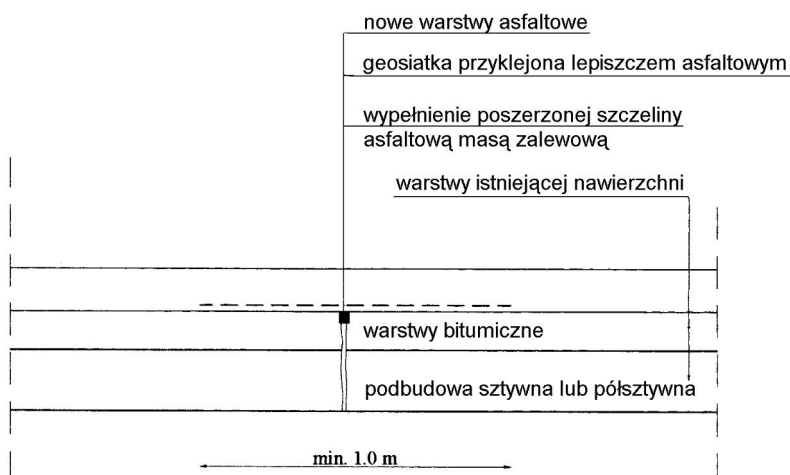 nowe warstwy asfaltowe
geosiatka przyklejona lepiszczem asfaltowym
wypełnienie poszerzonej szczeliny
asfaltową masą zalewową
warstwy istniejącej nawierzchni
warstwy bitumiczne
podbudowa sztywna lub półsztywna
min. 1.0 m